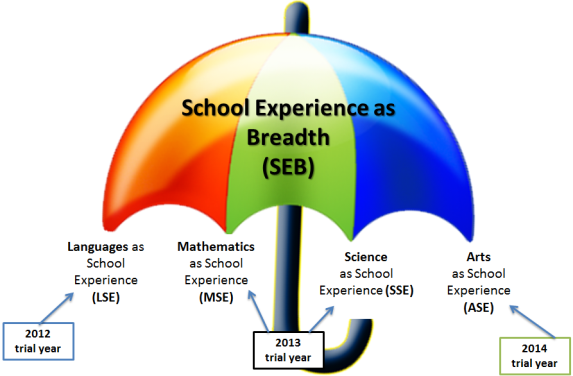 School Experience as
Breadth
(SEB)
Languages as
School
Experience
(LSE)
Mathematics
as School
Experience
(MSE)
Science
as School
Experience (SSE)
Arts
as School
Experience
(ASE)
2012
trial year
2013
trial year
2014
trial year